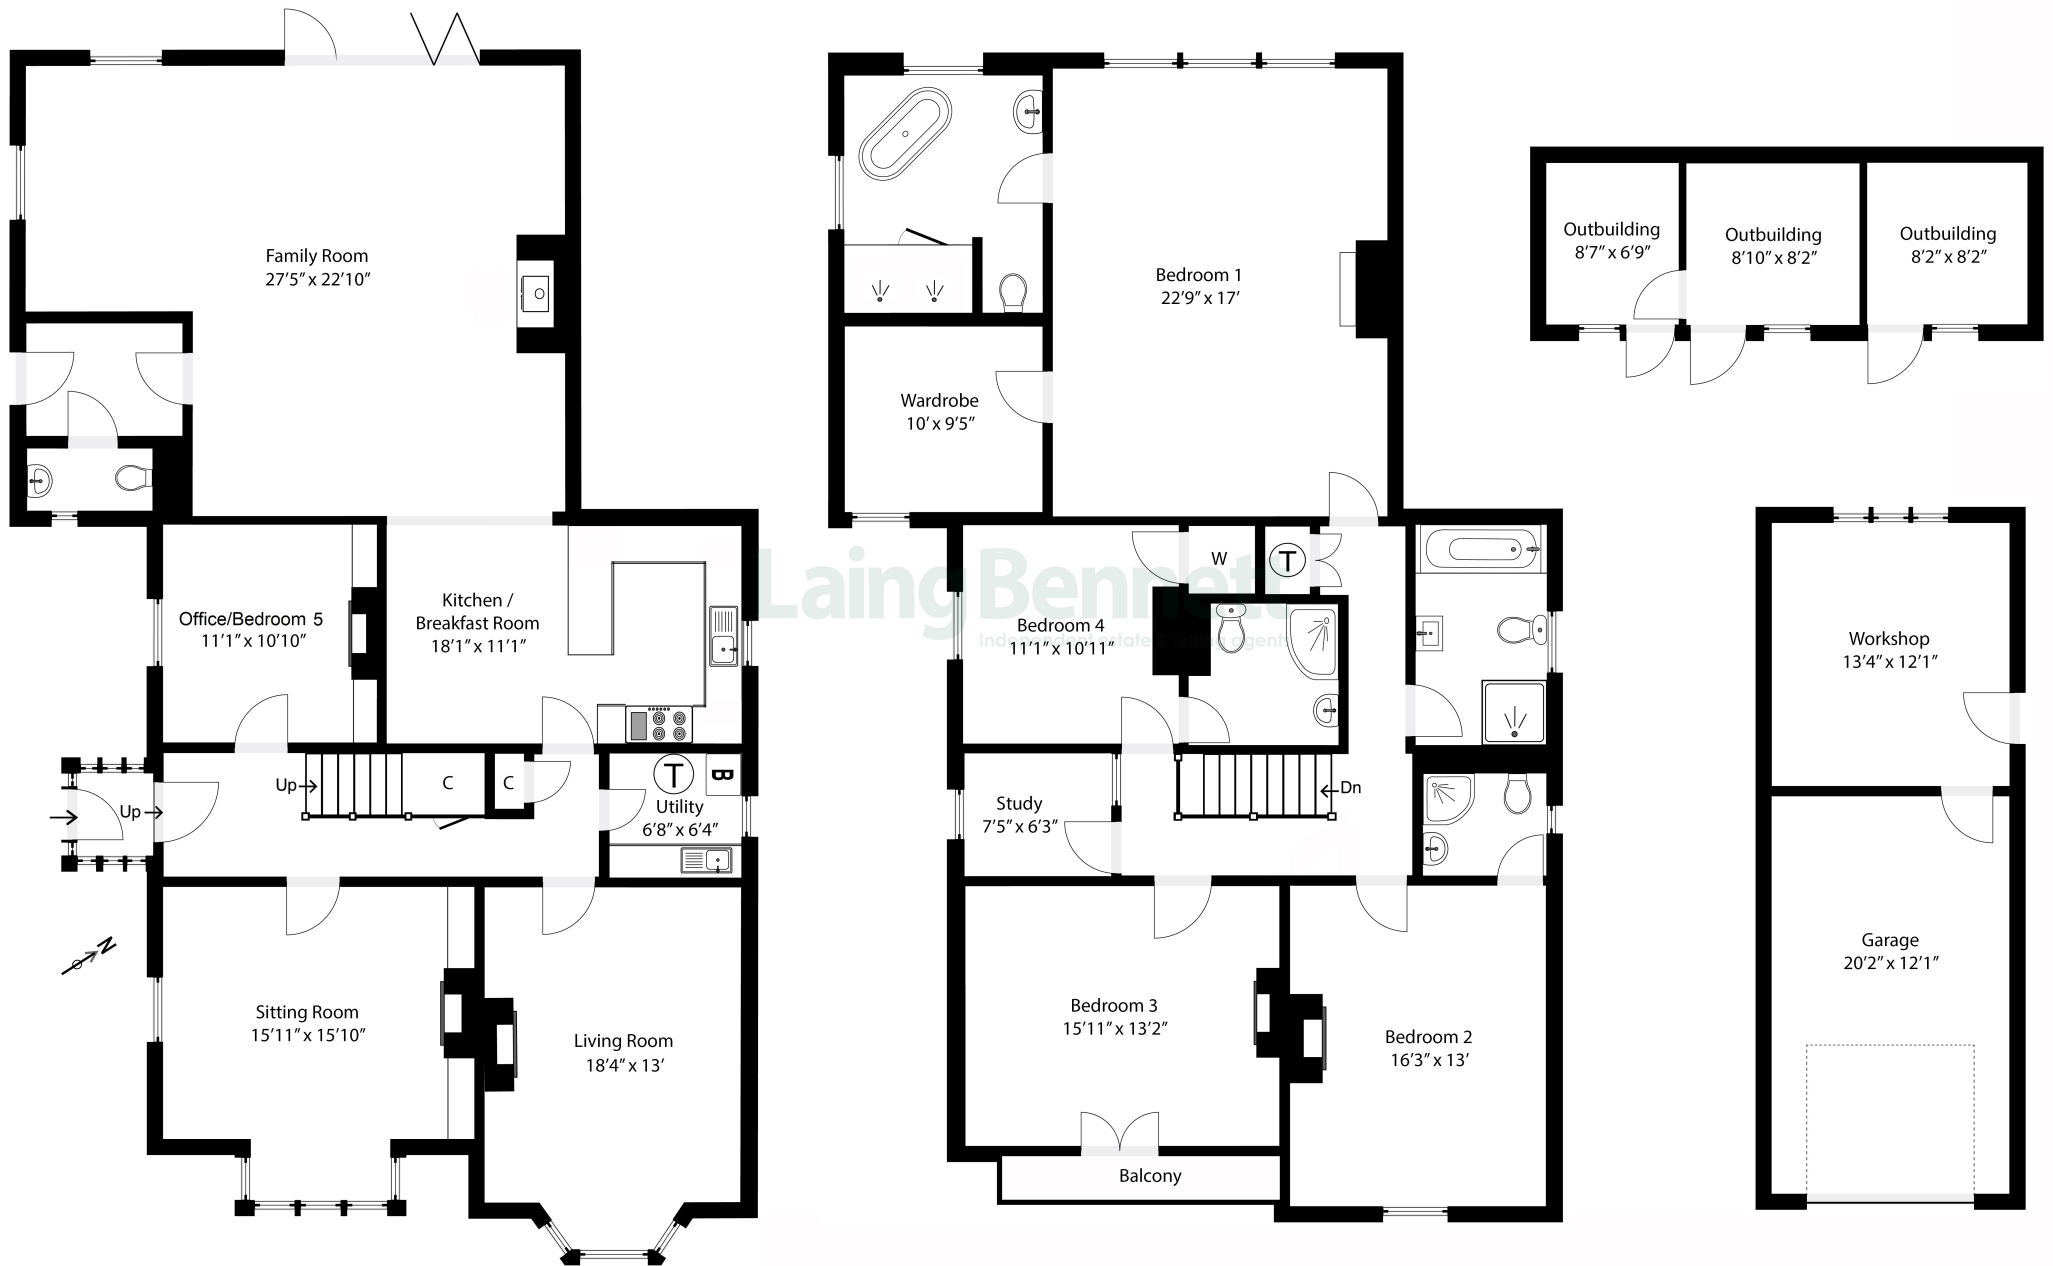 Family Room
27'5" x 22'10"
Office/Bedroom 5
11'1" x 10'10"
Kitchen /
Breakfast Room
18'1" x 11'1"
Up
C
C
T
B
Utility
6'8" x 6'4"
Up
N
Sitting Room
15'11" x 15'10"
Living Room
18'4" x 13'
Bedroom 1
22'9" x 17'
Wardrobe
10' x 9'5"
LaingBennett
Independent estate & letting agents
W
T
Bedroom 4
11'1" x 10'11"
Study
7'5" x 6'3"
Dn
Bedroom 3
15'11" x 13'2"
Bedroom 2
16'3" x 13'
Balcony
Outbuilding
8'7" x 6'9"
Outbuilding
8'10" x 8'2"
Outbuilding
8'2" x 8'2"
Workshop
13'4" x 12'1"
Garage
20'2" x 12'1"